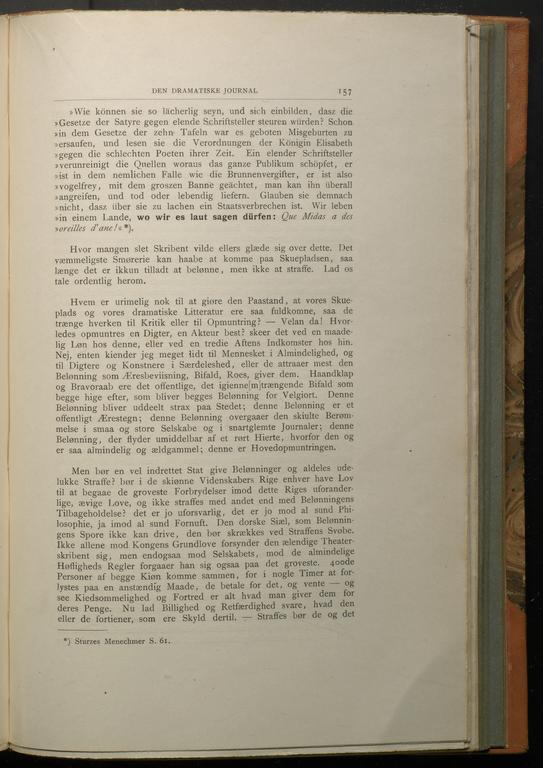 DEN DRAMATISKE JOURNAL 157
»Wie können sie so lächerlig seyn, und sich einbilden, dasz die
»Gesetze der Satyre gegen elende Schriftsteller steuren würden? Schon
»in dem Gesetze der zehn Tafeln war es geboten Misgeburten zu
»ersaufen, und lesen sie die Verordnungen der Königin Elisabeth
»gegen die schlechten Poeten ihrer Zeit. Ein elender Schriftsteller
»verunreinigt die Quellen woraus das ganze Publikum schöpfet, er
»ist in dem nemlichen Falle wie die Brunnenvergifter, er ist also
»vogelfrey, mit dem groszen Banne geächtet, man kan ihn überall
»angreifen, und tod oder lebendig liefern. Glauben sie demnach
»nicht, dasz über sie zu lachen ein Staatsverbrechen ist. Wir leben
»in einem Lande, wo wir es laut sagen dürfen: Que Midas a des
»oreilles d'ane!«*).
Hvor mangen slet Skribent vilde ellers glæde sig over dette. Det
væmmeligste Smørerie kan haabe at komme paa Skuepladsen, saa
længe det er ikkun tilladt at belønne, men ikke at straffe. Lad os
tale ordentlig herom.
Hvem er urimelig nok til at giøre den Paastand, at vores Skue-
plads og vores dramatiske Litteratur ere saa fuldkomne, saa de
trænge hverken til Kritik eller til Opmuntring? — Velan da! Hvor-
ledes opmuntres en Digter, en Akteur best? skeer det ved en maade-
lig Løn hos denne, eller ved en tredie Aftens Indkomster hos hin.
Nej, enten kiender jeg meget lidt til Mennesket i Almindelighed, og
til Digtere og Konstnere i Særdeleshed, eller de attraaer mest den
Belønning som Æresbeviisning, Bifald, Roes, giver dem. Haandklap
og Bravoraab ere det offentlige, det igienne[m]trængende Bifald som
begge hige efter, som bliver begges Belønning for Velgiort. Denne
Belønning bliver uddeelt strax paa Stedet; denne Belønning er et
offentligt Ærestegn; denne Belønning overgaaer den skiulte Berøm-
melse i smaa og store Selskabe og i snartglemte Journaler; denne
Belønning, der flyder umiddelbar af et rørt Hierte, hvorfor den og
er saa almindelig og ældgammel; denne er Hovedopmuntringen.
Men bør en vel indrettet Stat give Belønninger og aldeles ude-
lukke Straffe? bør i de skiønne Videnskabers Rige enhver have Lov
til at begaae de groveste Forbrydelser imod dette Riges uforander-
lige, ævige Love, og ikke straffes med andet end med Belønningens
Tilbageholdelse? det er jo uforsvarlig, det er jo mod al sund Phi-
losophie, ja imod al sund Fornuft. Den dorske Siæl, som Belønnin-
gens Spore ikke kan drive, den bør skrækkes ved Straffens Svøbe.
Ikke allene mod Kongens Grundlove forsynder den ælendige Theater-
skribent sig, men endogsaa mod Selskabets, mod de almindelige
Høfligheds Regler forgaaer han sig ogsaa paa det groveste. 400de
Personer af begge Kiøn komme sammen, for i nogle Timer at for-
lystes paa en anstændig Maade, de betale for det, og vente — og
see Kiedsommelighed og Fortred er alt hvad man giver dem for
deres Penge. Nu lad Billighed og Retfærdighed svare, hvad den
eller de fortiener, som ere Skyld dertil. — Straffes bør de og det
*) Sturzes Menechmer S. 61.